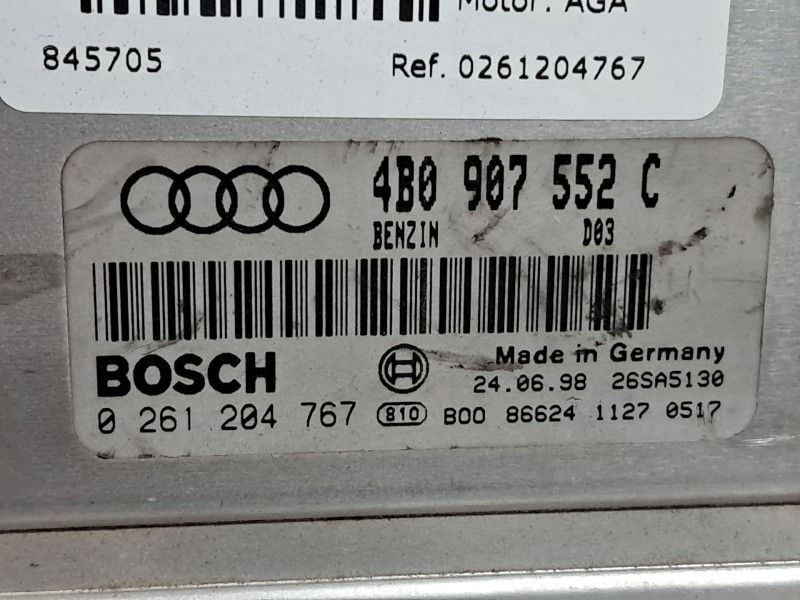 Motor: AGA
845705 Ref. 0261204767
4B0 907 552 C
BENZIN D03
BOSCH Made in Germany
24.06.98 26SA5130
0 261 204 767 810 B00 86624 1127 0517